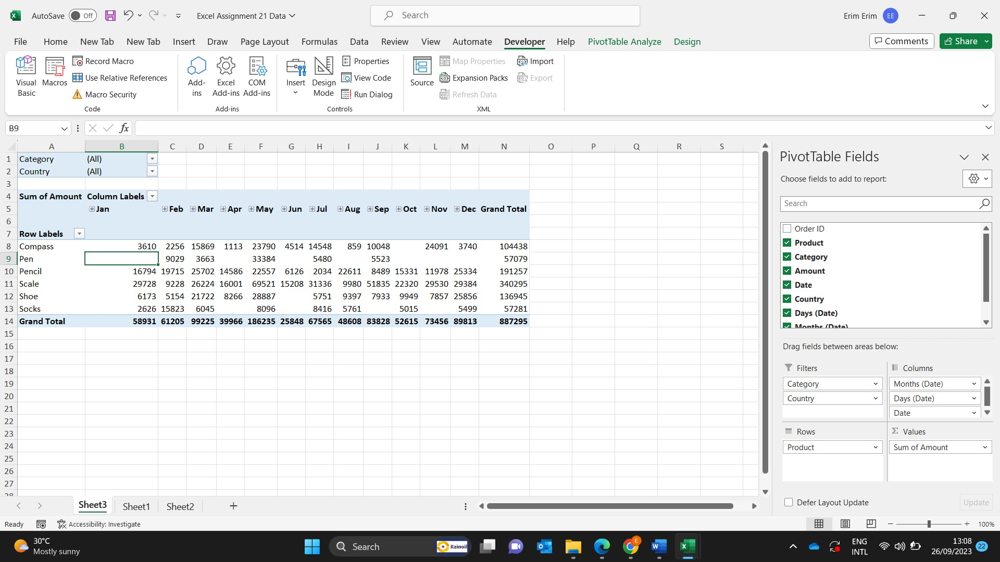 AutoSave Off Excel Assignment 21 Data Search Erim Erim EE
File Home New Tab New Tab Insert Draw Page Layout Formulas Data Review View Automate Developer Help PivotTable Analyze Design Comments Share
Visual Basic Macros Record Macro Use Relative References Macro Security
Add-ins Excel Add-ins COM Add-ins
Insert Design Mode Properties View Code Run Dialog
Source Map Properties Expansion Packs Refresh Data Import Export
Code Add-ins Controls XML
B9 fx
A B C D E F G H I J K L M N O P Q R S
1 Category (All)
2 Country (All)
3
4 Sum of Amount Column Labels
5 Jan Feb Mar Apr May Jun Jul Aug Sep Oct Nov Dec Grand Total
6
7 Row Labels
8 Compass 3610 2256 15869 1113 23790 4514 14548 859 10048 24091 3740 104438
9 Pen 9029 3663 33384 5480 5523 57079
10 Pencil 16794 19715 25702 14586 22557 6126 2034 22611 8489 15331 11978 25334 191257
11 Scale 29728 9228 26224 16001 69521 15208 31336 9980 51835 22320 29530 29384 340295
12 Shoe 6173 5154 21722 8266 28887 5751 9397 7933 9949 7857 25856 136945
13 Socks 2626 15823 6045 8096 8416 5761 5015 5499 57281
14 Grand Total 58931 61205 99225 39966 186235 25848 67565 48608 83828 52615 73456 89813 887295
15
16
17
18
19
20
21
22
23
24
25
26
27
28
PivotTable Fields
Choose fields to add to report:
Search
Order ID
Product
Category
Amount
Date
Country
Days (Date)
Months (Date)
Drag fields between areas below:
Filters
Category
Country
Columns
Months (Date)
Days (Date)
Date
Rows
Product
Values
Sum of Amount
Defer Layout Update Update
Sheet3 Sheet1 Sheet2
Ready Accessibility: Investigate 100%
30°C
Mostly sunny
Search Rainoil
ENG
INTL
13:08
26/09/2023
22